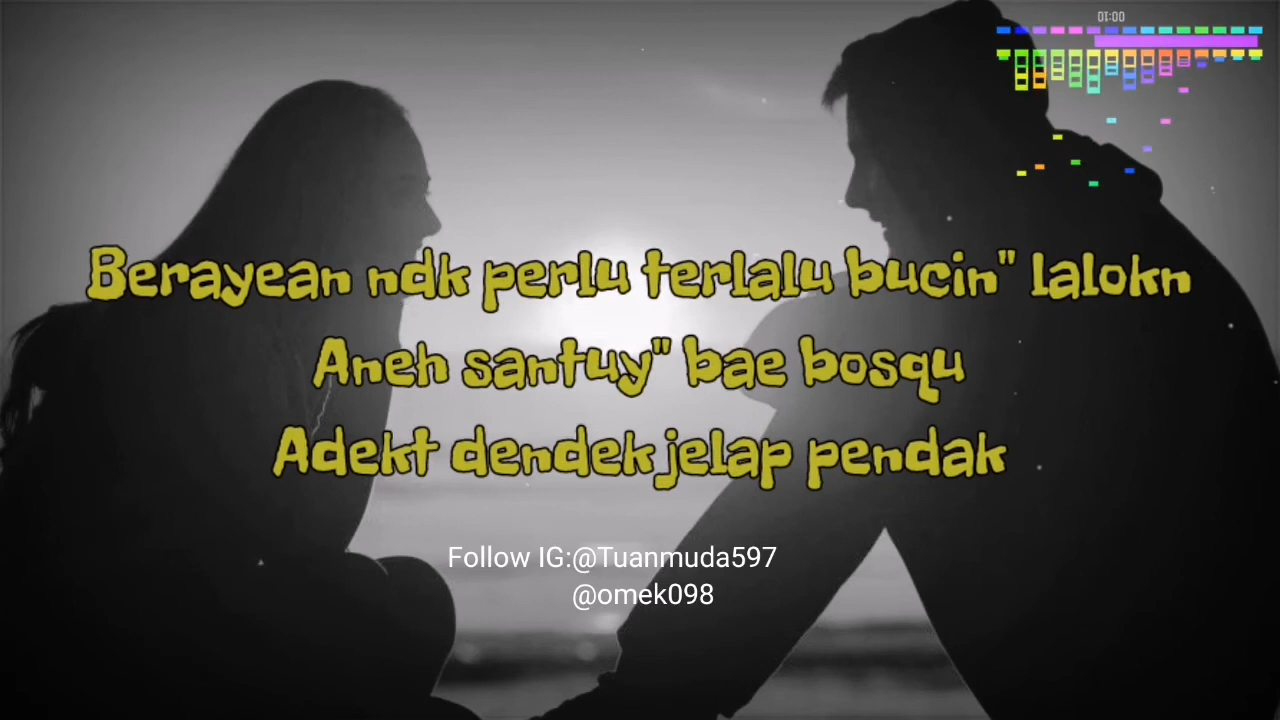 01:00
Berayean ndk perlu terlalu bucin" lalokn
Aneh santuy" bae bosqu
Adekt dendek jelap pendak
Follow IG:@Tuanmuda597
@omek098